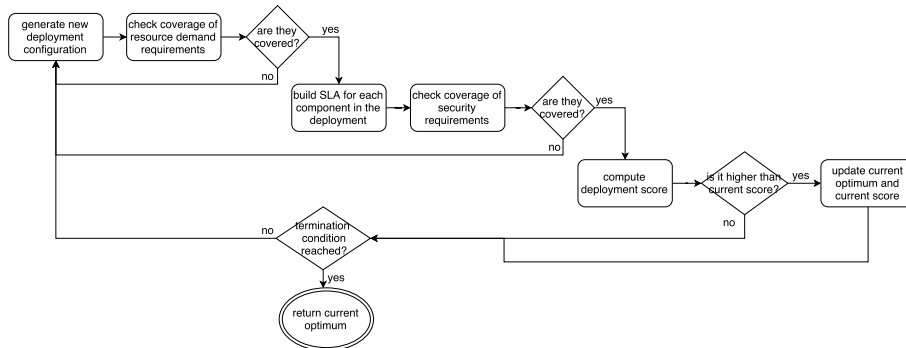 generate new
deployment
configuration
check coverage of
resource demand
requirements
are they
covered?
yes
no
build SLA for each
component in the
deployment
check coverage of
security
requirements
are they
covered?
yes
no
compute
deployment score
is it higher than
current score?
yes
no
update current
optimum and
current score
termination
condition
reached?
no
yes
return current
optimum